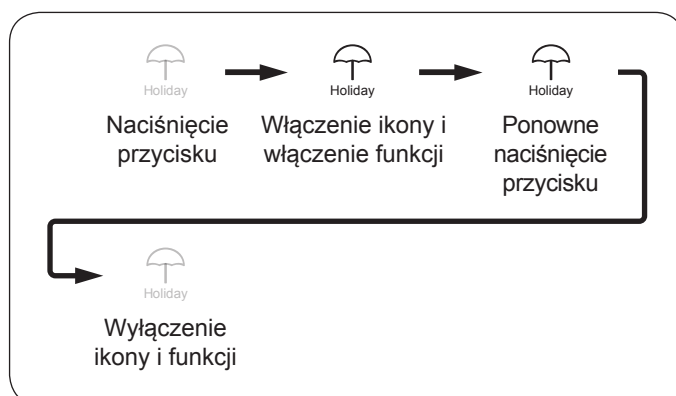 Holiday
Holiday
Holiday
Naciśnięcie
przycisku
Włączenie ikony i
włączenie funkcji
Ponowne
naciśnięcie
przycisku
Holiday
Wyłączenie
ikony i funkcji